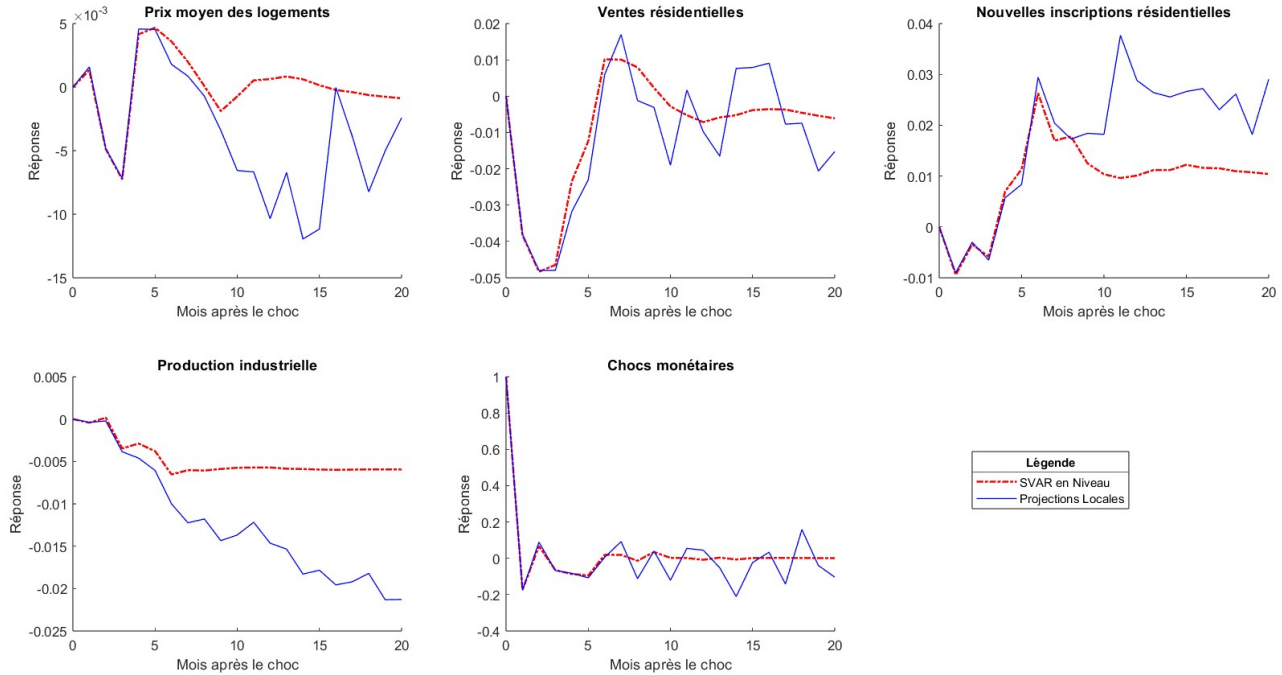 Prix moyen des logements
×10⁻³
5
0
-5
-10
-15
Réponse
0 5 10 15 20
Mois après le choc
Ventes résidentielles
0.02
0.01
0
-0.01
-0.02
-0.03
-0.04
-0.05
Réponse
0 5 10 15 20
Mois après le choc
Nouvelles inscriptions résidentielles
0.04
0.03
0.02
0.01
0
-0.01
Réponse
0 5 10 15 20
Mois après le choc
Production industrielle
0.005
0
-0.005
-0.01
-0.015
-0.02
-0.025
Réponse
0 5 10 15 20
Mois après le choc
Chocs monétaires
1
0.8
0.6
0.4
0.2
0
-0.2
-0.4
Réponse
0 5 10 15 20
Mois après le choc
Légende
SVAR en Niveau
Projections Locales